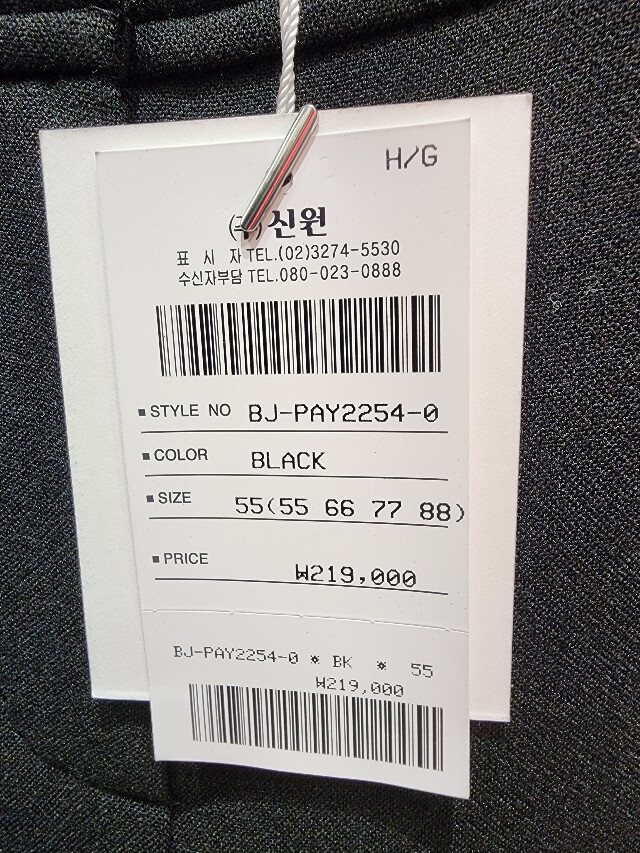 H/G
(주)신원
표 시 자 TEL.(02)3274-5530
수신자부담 TEL.080-023-0888
■ STYLE NO BJ-PAY2254-0
■ COLOR BLACK
■ SIZE 55(55 66 77 88)
■ PRICE ₩219,000
BJ-PAY2254-0 * BK * 55
₩219,000